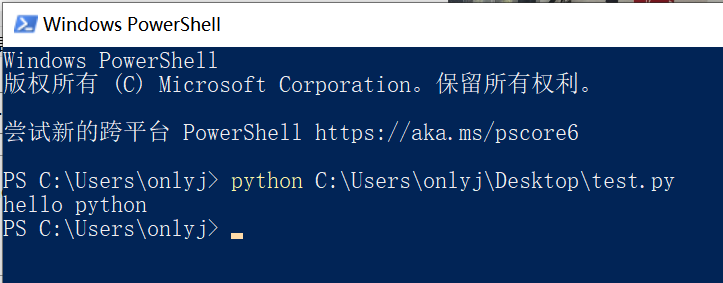 Windows PowerShell
Windows PowerShell
版权所有 (C) Microsoft Corporation。保留所有权利。
尝试新的跨平台 PowerShell https://aka.ms/pscore6
PS C:\Users\onlyj> python C:\Users\onlyj\Desktop\test.py
hello python
PS C:\Users\onlyj>